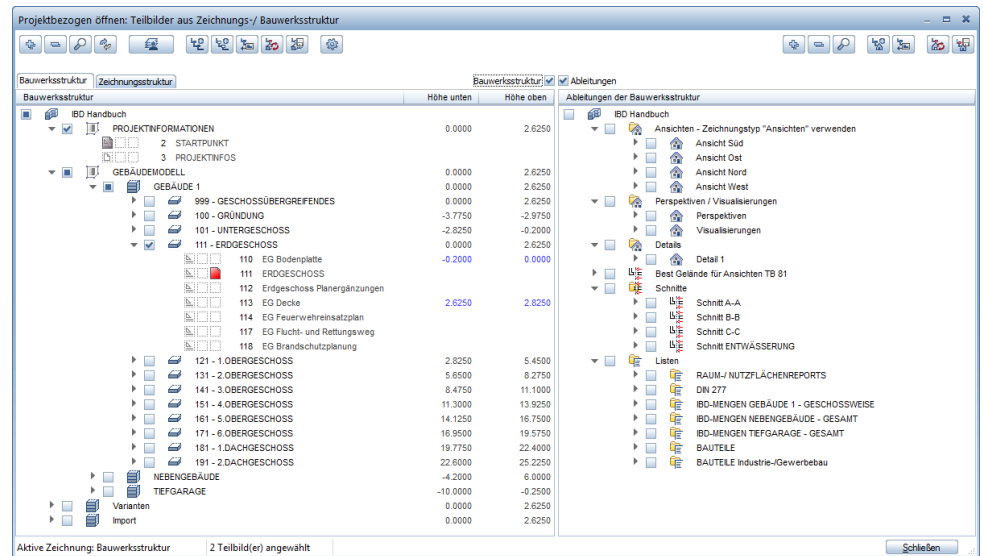 Projektbezogen öffnen: Teilbilder aus Zeichnungs-/ Bauwerksstruktur
Bauwerksstruktur Zeichnungsstruktur Bauwerksstruktur Ableitungen
Bauwerksstruktur Höhe unten Höhe oben
IBD Handbuch
PROJEKTINFORMATIONEN 0.0000 2.6250
2 STARTPUNKT
3 PROJEKTINFOS
GEBÄUDEMODELL 0.0000 2.6250
GEBÄUDE 1 0.0000 2.6250
999 - GESCHOSSÜBERGREIFENDES 0.0000 2.6250
100 - GRÜNDUNG -3.7750 -2.9750
101 - UNTERGESCHOSS -2.8250 -0.2000
111 - ERDGESCHOSS 0.0000 2.6250
110 EG Bodenplatte -0.2000 0.0000
111 ERDGESCHOSS
112 Erdgeschoss Planergänzungen
113 EG Decke 2.6250 2.8250
114 EG Feuerwehreinsatzplan
117 EG Flucht- und Rettungsweg
118 EG Brandschutzplanung
121 - 1.OBERGESCHOSS 2.8250 5.4500
131 - 2.OBERGESCHOSS 5.6500 8.2750
141 - 3.OBERGESCHOSS 8.4750 11.1000
151 - 4.OBERGESCHOSS 11.3000 13.9250
161 - 5.OBERGESCHOSS 14.1250 16.7500
171 - 6.OBERGESCHOSS 16.9500 19.5750
181 - 1.DACHGESCHOSS 19.7750 22.4000
191 - 2.DACHGESCHOSS 22.6000 25.2250
NEBENGEBÄUDE -4.2000 6.0000
TIEFGARAGE -10.0000 -0.2500
Varianten 0.0000 2.6250
Import 0.0000 2.6250
Ableitungen der Bauwerksstruktur
IBD Handbuch
Ansichten - Zeichnungstyp "Ansichten" verwenden
Ansicht Süd
Ansicht Ost
Ansicht Nord
Ansicht West
Perspektiven / Visualisierungen
Perspektiven
Visualisierungen
Details
Detail 1
Best Gelände für Ansichten TB 81
Schnitte
Schnitt A-A
Schnitt B-B
Schnitt C-C
Schnitt ENTWÄSSERUNG
Listen
RAUM-/ NUTZFLÄCHENREPORTS
DIN 277
IBD-MENGEN GEBÄUDE 1 - GESCHOSSWEISE
IBD-MENGEN NEBENGEBÄUDE - GESAMT
IBD-MENGEN TIEFGARAGE - GESAMT
BAUTEILE
BAUTEILE Industrie-/Gewerbebau
Aktive Zeichnung: Bauwerksstruktur 2 Teilbild(er) angewählt Schließen